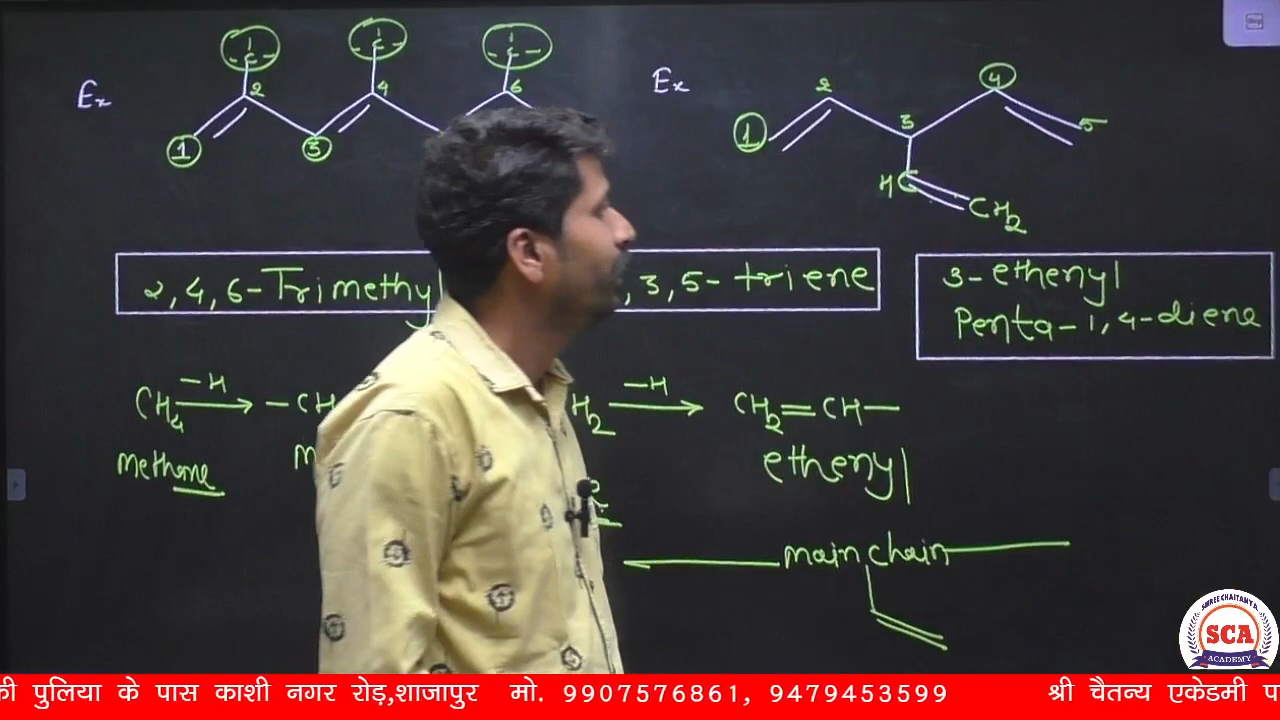 Ex
-C- -C- -C-
1 2 3 4 6
Ex
1 2 3 4 5
HC
CH2
2,4,6-Trimethyl , 3,5-triene
3-ethenyl
Penta-1,4-diene
CH4 -H → -CH
Methane M
H2 -H → CH2=CH-
ethenyl
main chain
SHREE CHAITANYA
SCA
ACADEMY
की पुलिया के पास काशी नगर रोड़,शाजापुर मो. 9907576861, 9479453599 श्री चैतन्य एकेडमी प